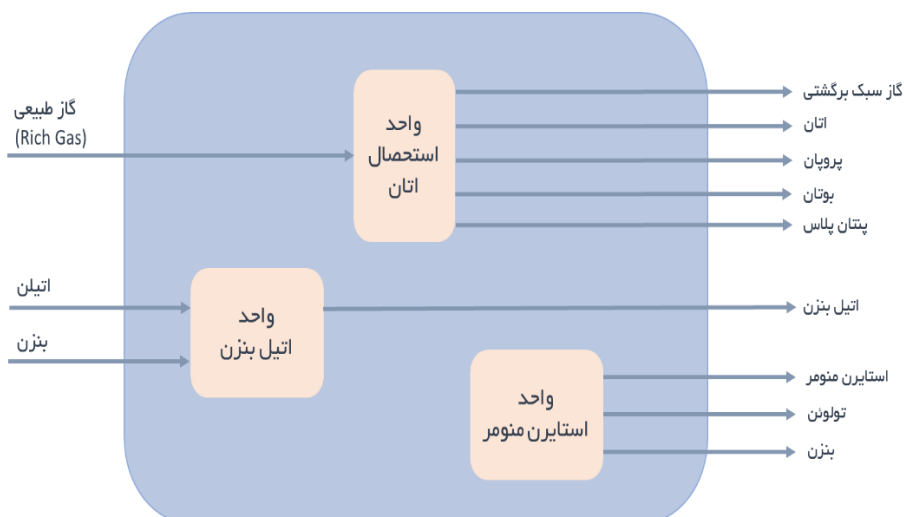 گاز طبیعی
(Rich Gas)
واحد
استحصال
اتان
گاز سبک برگشتی
اتان
پروپان
بوتان
پنتان پلاس
اتیلن
بنزن
واحد
اتیل بنزن
اتیل بنزن
واحد
استایرن منومر
استایرن منومر
تولوئن
بنزن